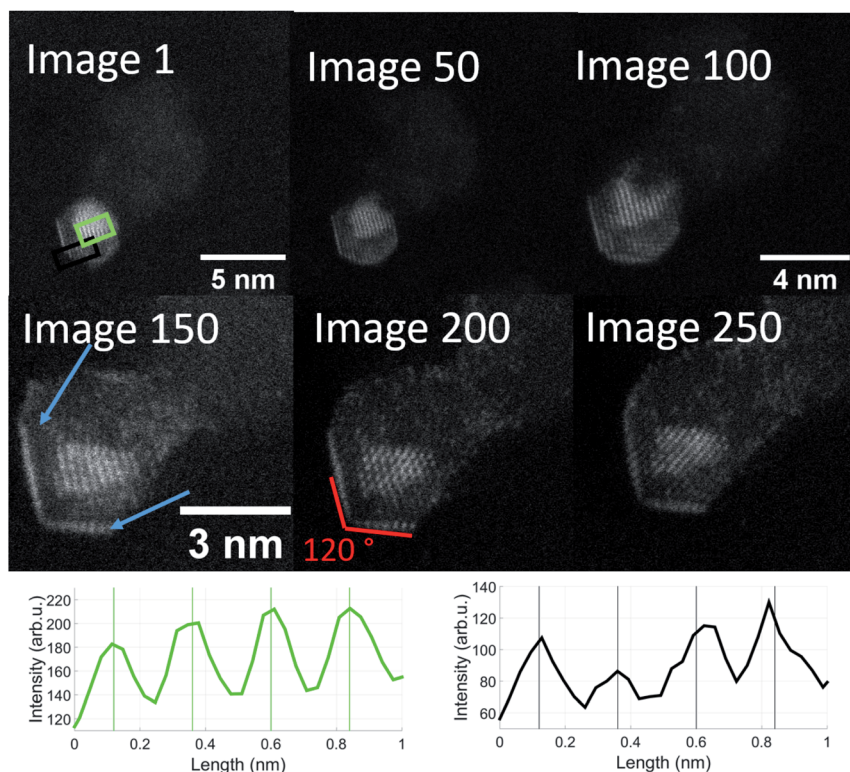 Image 1
Image 50
Image 100
5 nm
4 nm
Image 150
Image 200
Image 250
3 nm
120 °
220
200
180
160
140
120
Intensity (arb.u.)
0 0.2 0.4 0.6 0.8 1
Length (nm)
140
120
100
80
60
Intensity (arb.u.)
0 0.2 0.4 0.6 0.8 1
Length (nm)